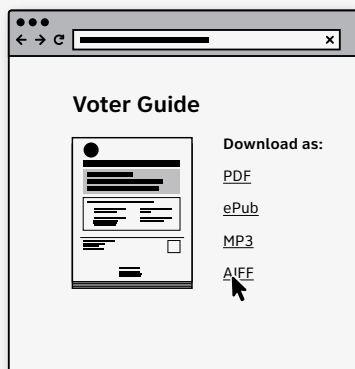 Voter Guide
Download as:
PDF
ePub
MP3
AIFF